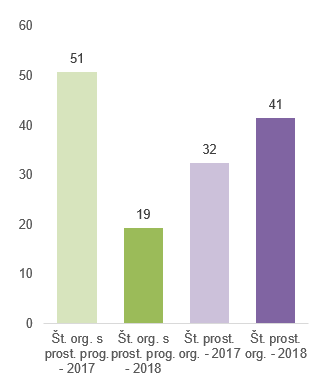 60
50
40
30
20
10
0
51
19
32
41
Št. org. s
prost. prog.
- 2017
Št. org. s
prost. prog.
- 2018
Št. prost.
org. - 2017
Št. prost.
org. - 2018